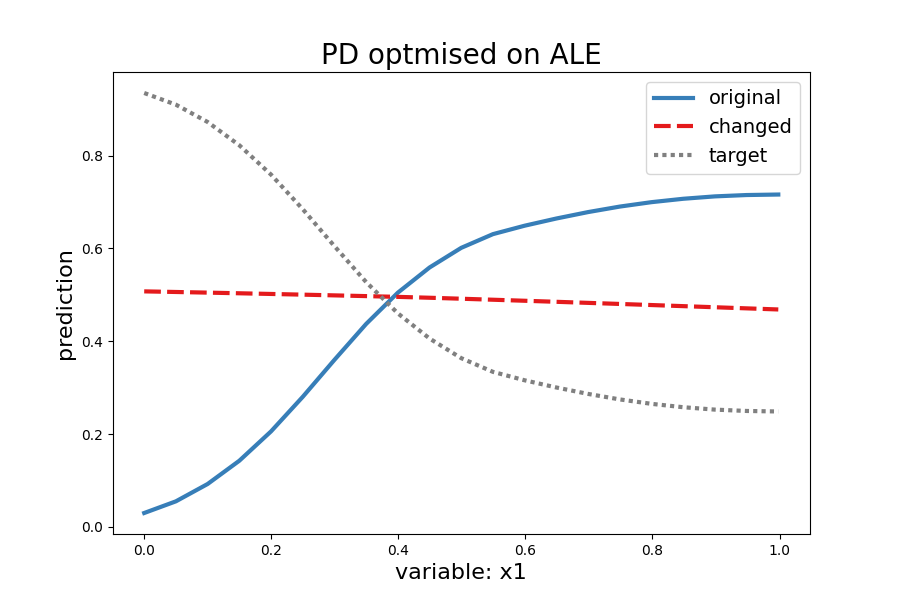 PD optmised on ALE
original
changed
target
prediction
0.8
0.6
0.4
0.2
0.0
0.0 0.2 0.4 0.6 0.8 1.0
variable: x1